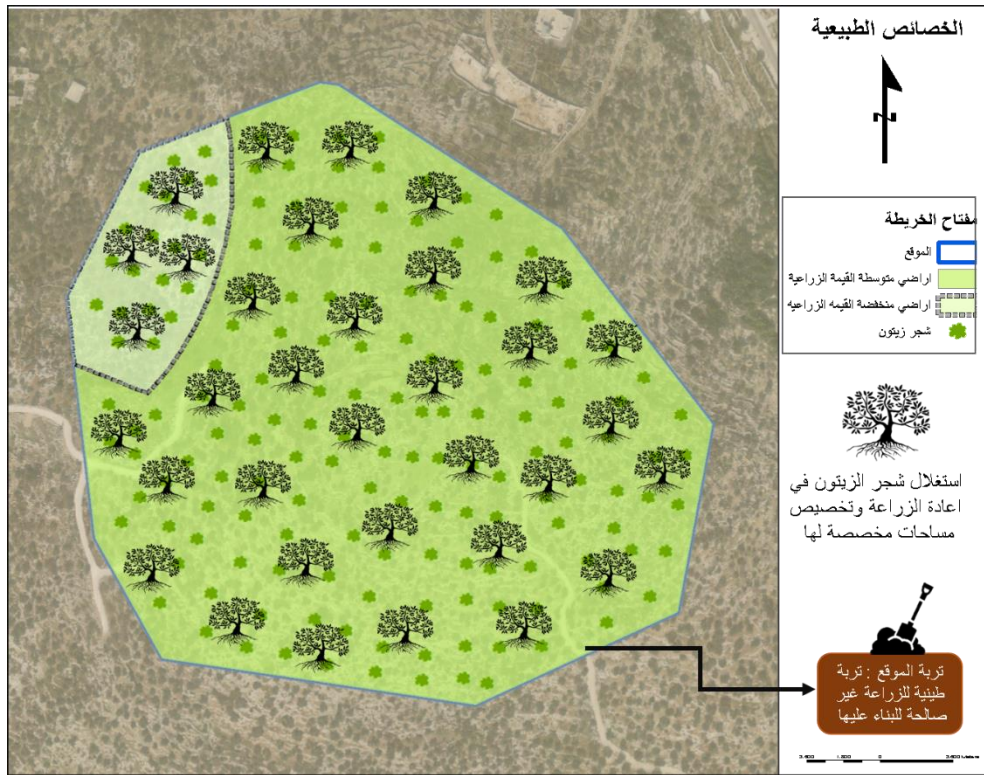 الخصائص الطبيعية
N
مفتاح الخريطة
الموقع
اراضي متوسطة القيمة الزراعية
اراضي منخفضة القيمة الزراعيه
شجر زيتون
استغلال شجر الزيتون في
اعادة الزراعة وتخصيص
مساحات مخصصة لها
تربة الموقع : تربة
طينية للزراعة غير
صالحة للبناء عليها